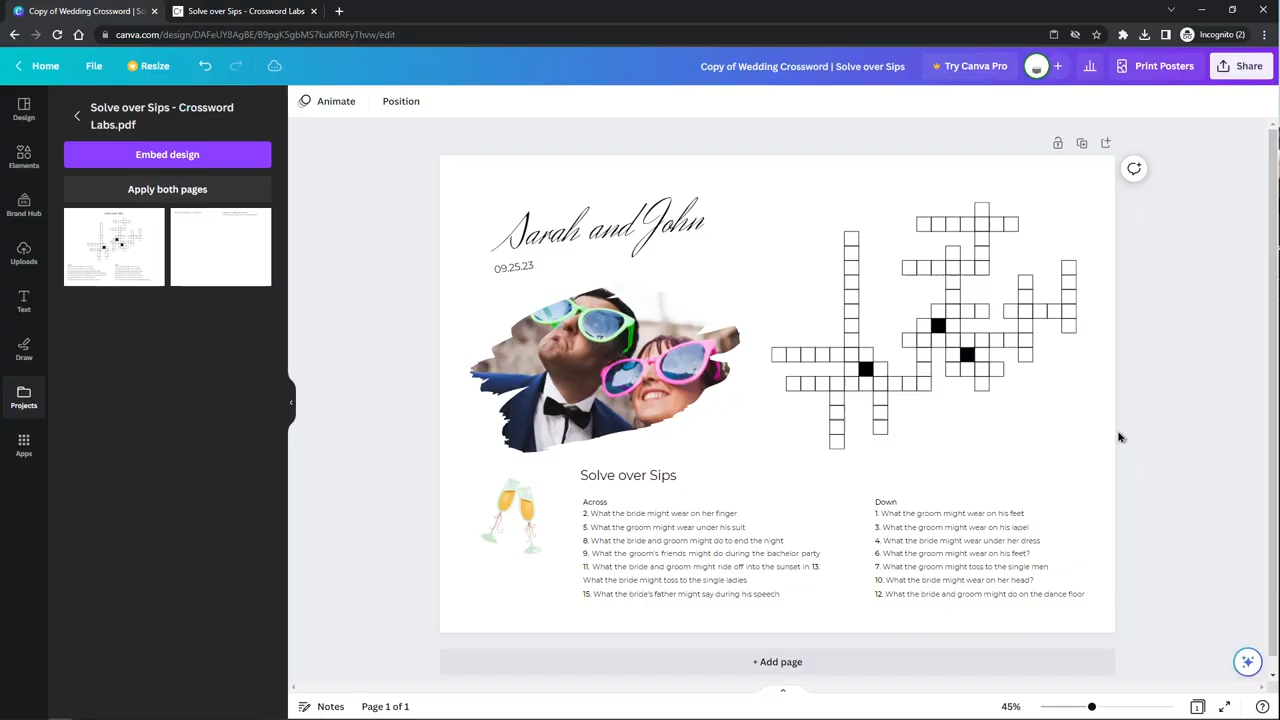 Copy of Wedding Crossword | So
Solve over Sips - Crossword Labs
canva.com/design/DAFeUY8AgBE/B9pgK5gbMS7kuKRRFyThvw/edit
Incognito (2)
Home
File
Resize
Copy of Wedding Crossword | Solve over Sips
Try Canva Pro
Print Posters
Share
Design
Elements
Brand Hub
Uploads
Text
Draw
Projects
Apps
Solve over Sips - Crossword
Labs.pdf
Embed design
Apply both pages
Animate
Position
Sarah and John
09.25.23
Solve over Sips
Across
2. What the bride might wear on her finger
5. What the groom might wear under his suit
8. What the bride and groom might do to end the night
9. What the groom's friends might do during the bachelor party
11. What the bride and groom might ride off into the sunset in 13.
What the bride might toss to the single ladies
15. What the bride's father might say during his speech
Down
1. What the groom might wear on his feet
3. What the groom might wear on his lapel
4. What the bride might wear under her dress
6. What the groom might wear on his feet?
7. What the groom might toss to the single men
10. What the bride might wear on her head?
12. What the bride and groom might do on the dance floor
+ Add page
Notes
Page 1 of 1
45%
1